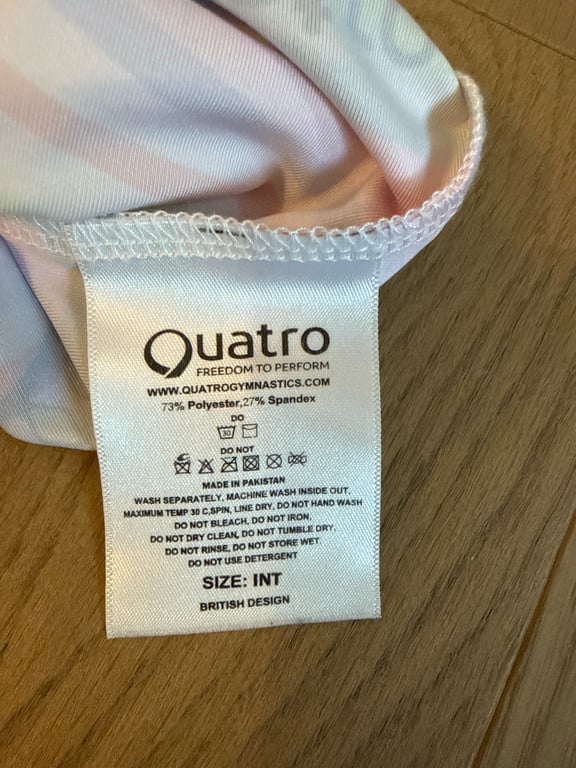 Quatro
FREEDOM TO PERFORM
WWW.QUATROGYMNASTICS.COM
73% Polyester,27% Spandex
DO
30
DO NOT
MADE IN PAKISTAN
WASH SEPARATELY, MACHINE WASH INSIDE OUT,
MAXIMUM TEMP 30 C,SPIN, LINE DRY, DO NOT HAND WASH
DO NOT BLEACH, DO NOT IRON,
DO NOT DRY CLEAN, DO NOT TUMBLE DRY,
DO NOT RINSE, DO NOT STORE WET.
DO NOT USE DETERGENT
SIZE: INT
BRITISH DESIGN